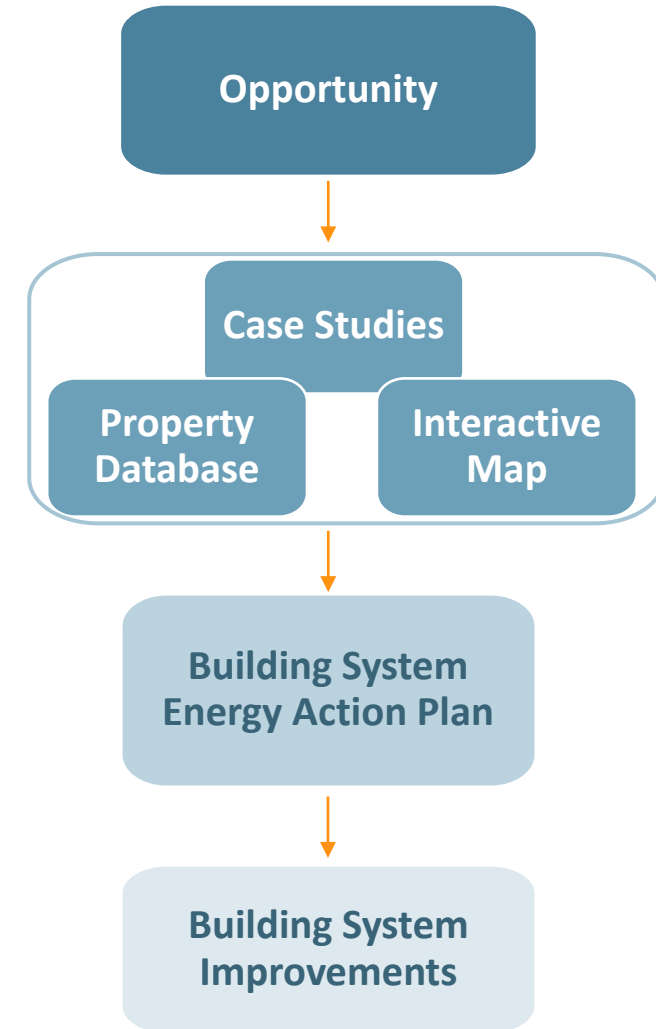 Opportunity
Case Studies
Property
Database
Interactive
Map
Building System
Energy Action Plan
Building System
Improvements